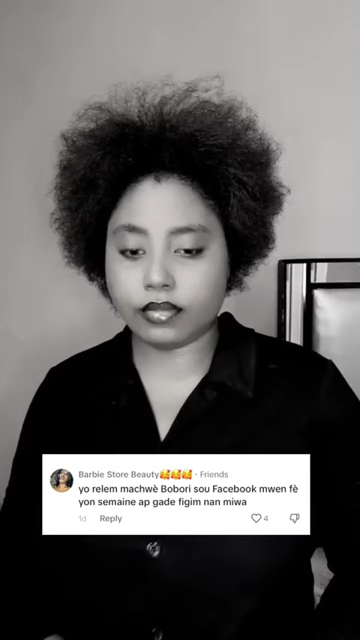 Barbie Store Beauty🥰🥰🥰 · Friends
yo relem machwè Bobori sou Facebook mwen fè
yon semaine ap gade figim nan miwa
1d Reply 4